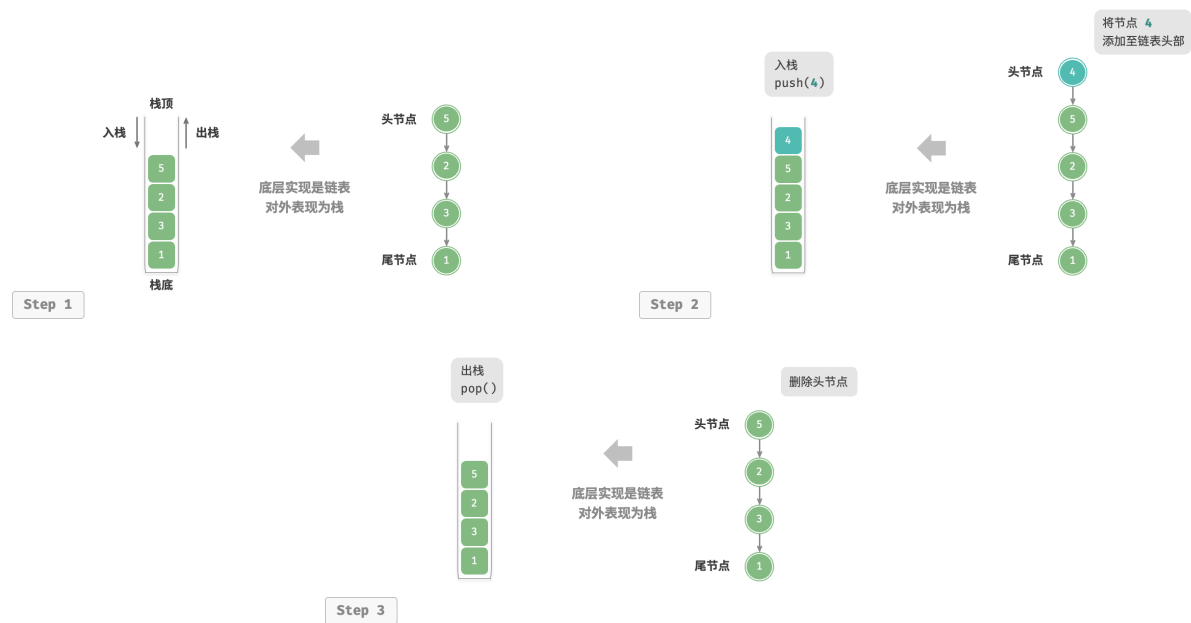 栈顶
入栈
出栈
5
2
3
1
栈底
底层实现是链表
对外表现为栈
头节点
5
2
3
尾节点
1
Step 1
入栈
push(4)
4
5
2
3
1
底层实现是链表
对外表现为栈
将节点 4
添加至链表头部
头节点
4
5
2
3
尾节点
1
Step 2
出栈
pop()
5
2
3
1
底层实现是链表
对外表现为栈
删除头节点
头节点
5
2
3
尾节点
1
Step 3